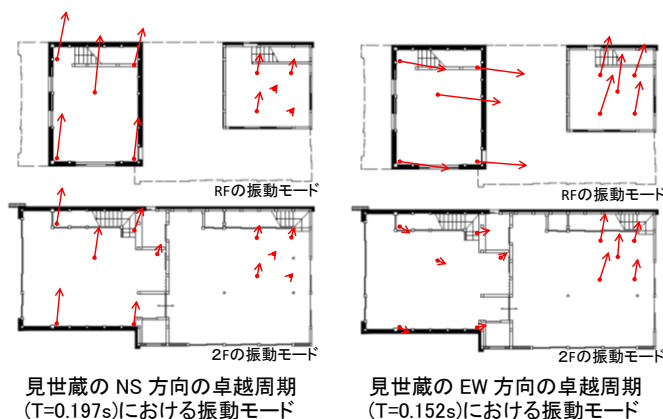 RFの振動モード
2Fの振動モード
見世蔵の NS 方向の卓越周期
(T=0.197s)における振動モード
RFの振動モード
2Fの振動モード
見世蔵の EW 方向の卓越周期
(T=0.152s)における振動モード